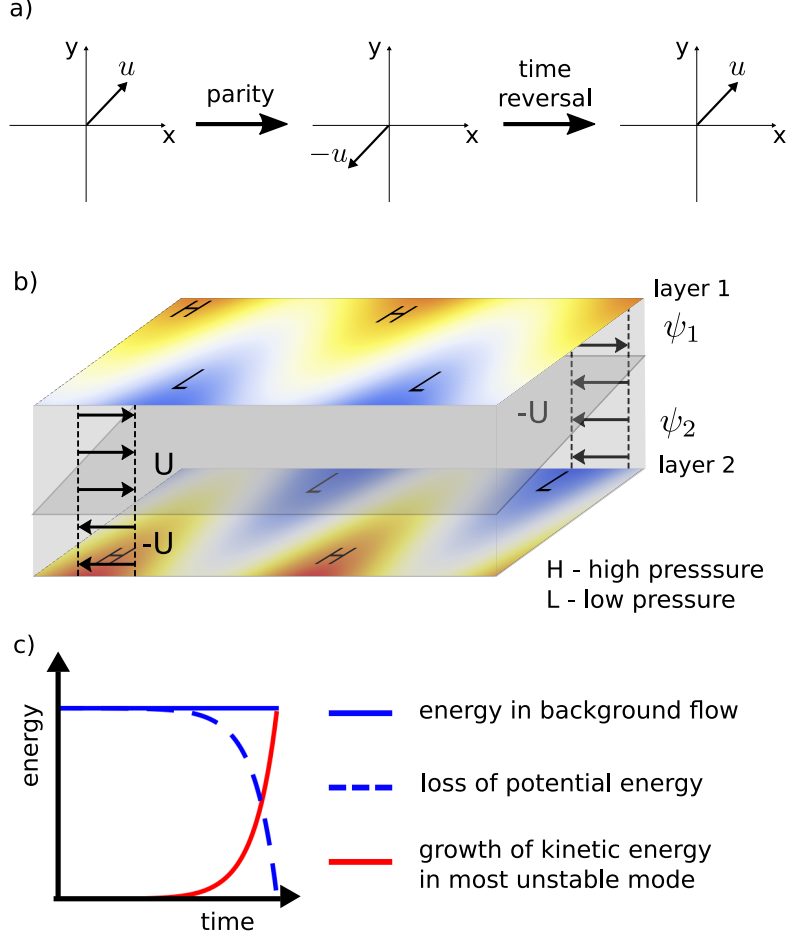 a)
y
u
x
parity
y
-u
x
time
reversal
y
u
x
b)
layer 1
H
H
ψ1
L
L
-U
ψ2
U
layer 2
L
L
-U
H
H
H - high presssure
L - low pressure
c)
energy
time
energy in background flow
loss of potential energy
growth of kinetic energy
in most unstable mode